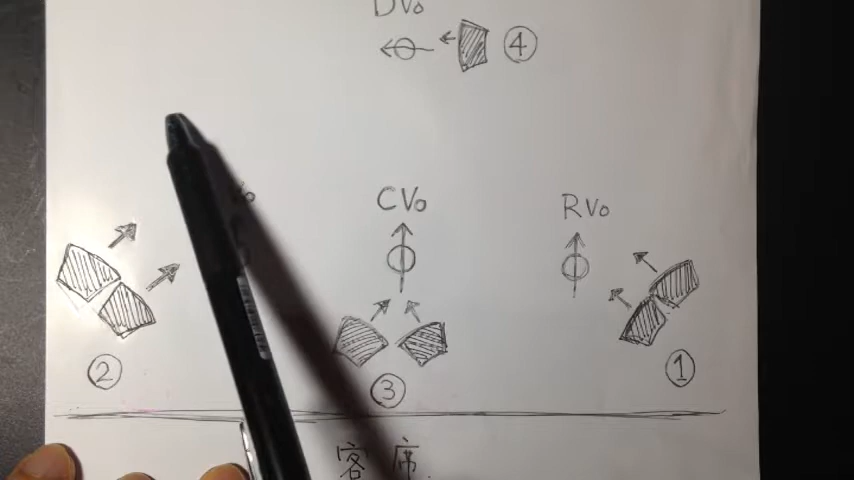 DVo
④
CVo
RVo
②
③
①
客席